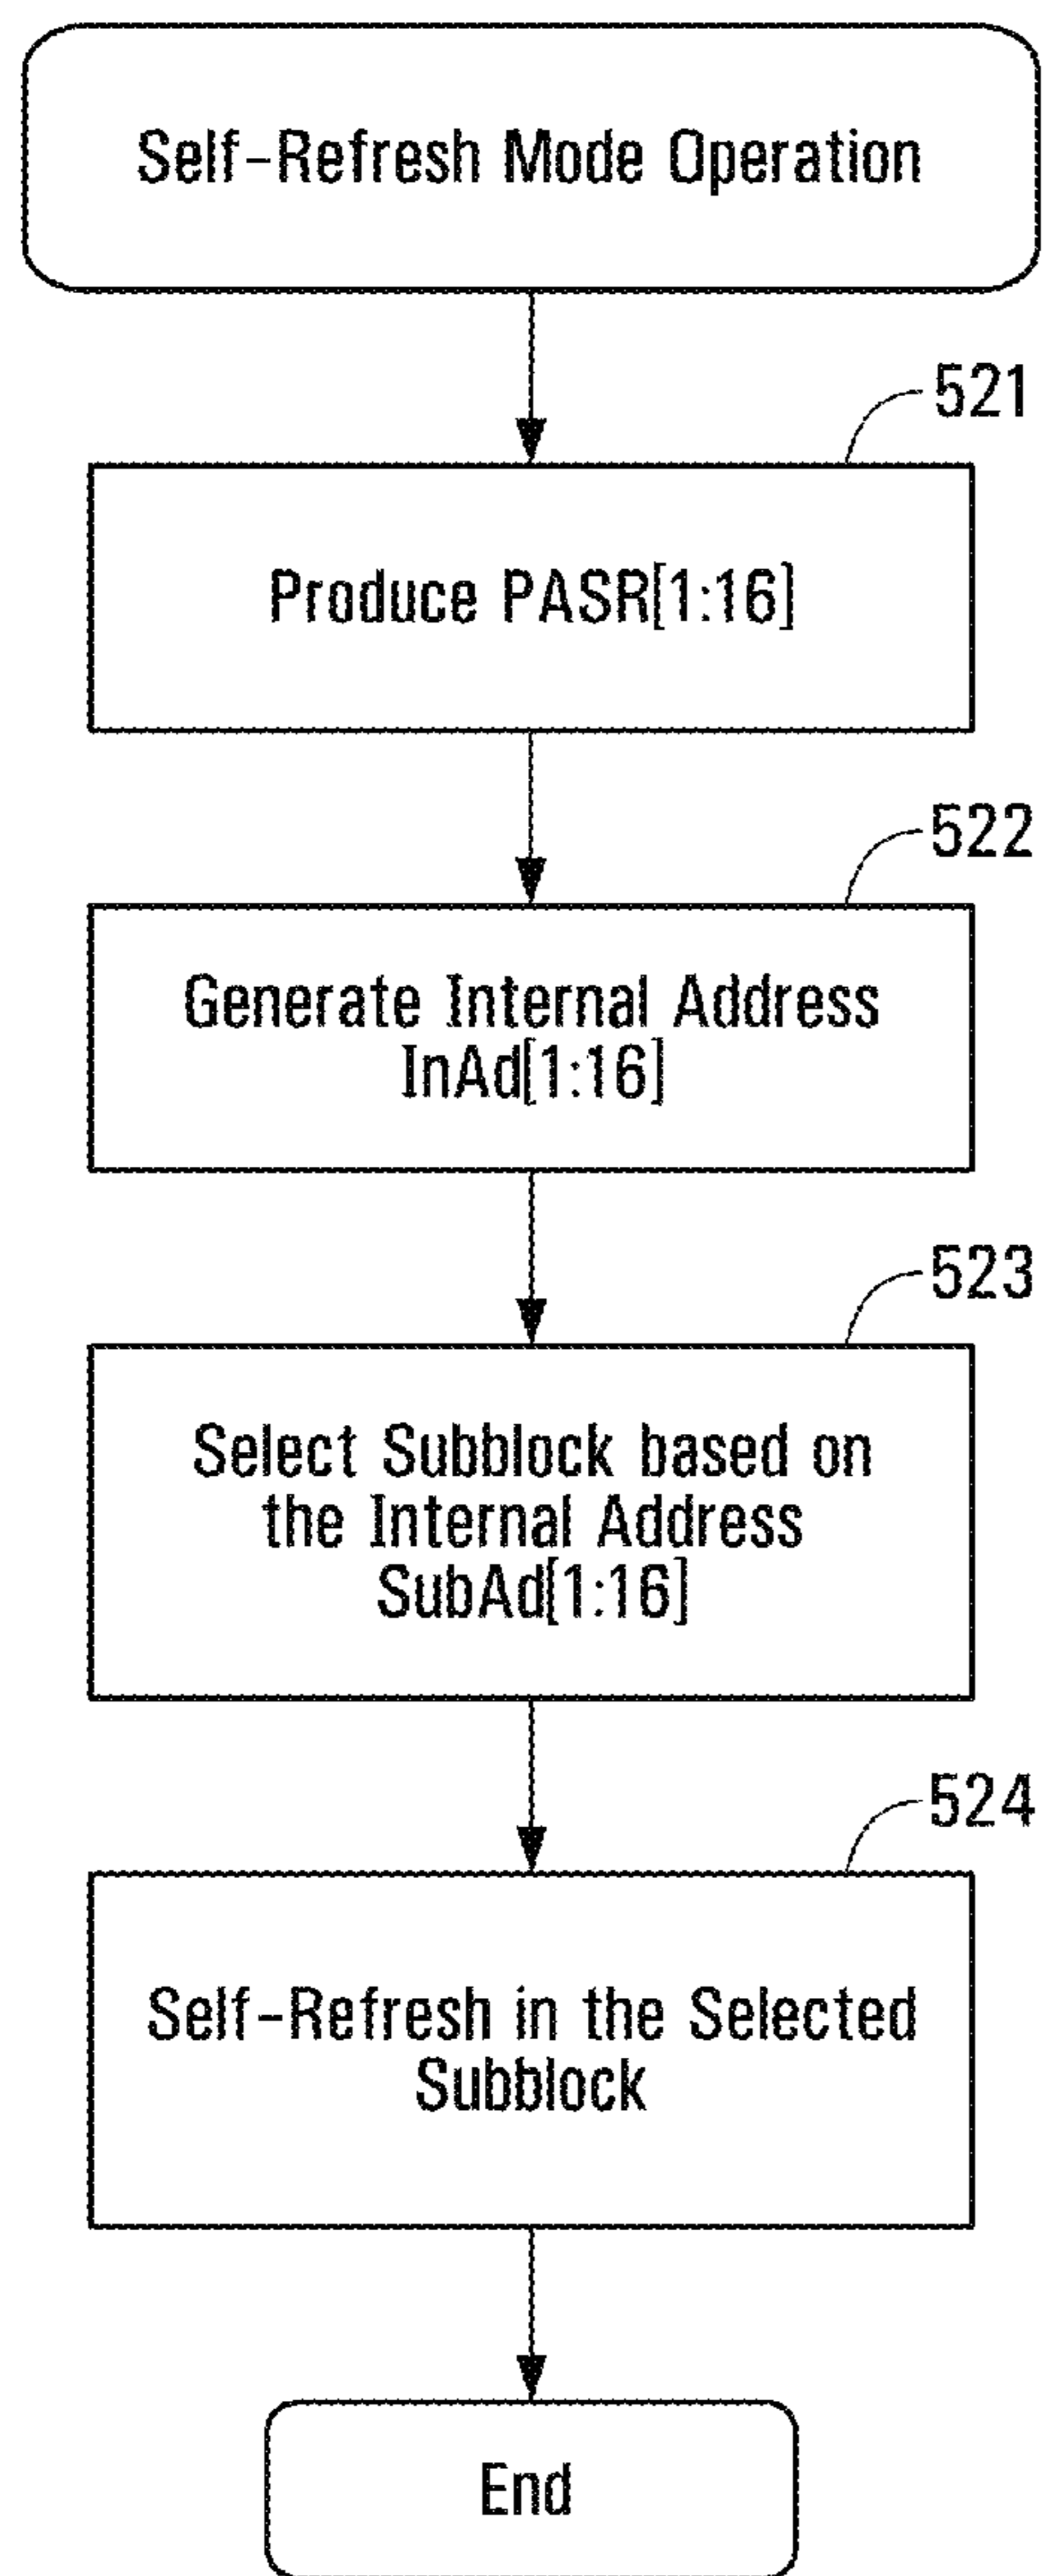 Self-Refresh Mode Operation
521
Produce PASR[1:16]
522
Generate Internal Address
InAd[1:16]
523
Select Subblock based on
the Internal Address
SubAd[1:16]
524
Self-Refresh in the Selected
Subblock
End